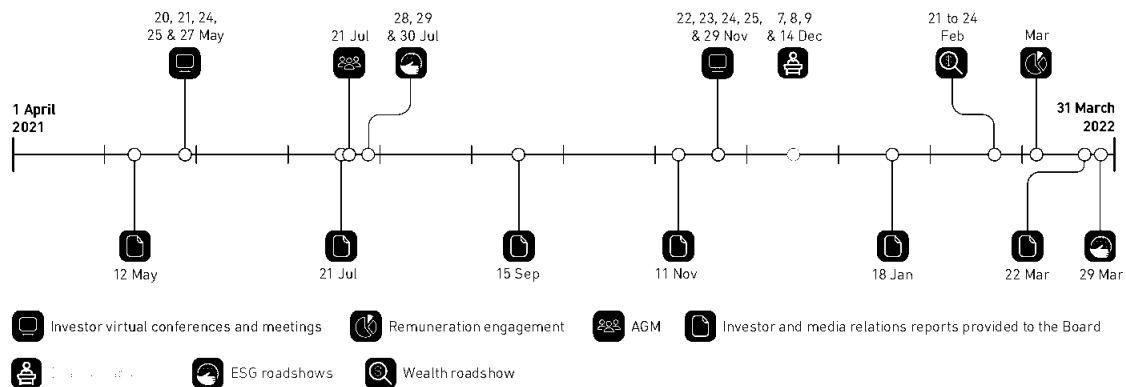 20, 21, 24,
25 & 27 May
21 Jul
28, 29
& 30 Jul
22, 23, 24, 25,
& 29 Nov
7, 8, 9
& 14 Dec
21 to 24
Feb
Mar
1 April
2021
31 March
2022
12 May
21 Jul
15 Sep
11 Nov
18 Jan
22 Mar
29 Mar
Investor virtual conferences and meetings
Remuneration engagement
AGM
Investor and media relations reports provided to the Board
ESG roadshows
Wealth roadshow